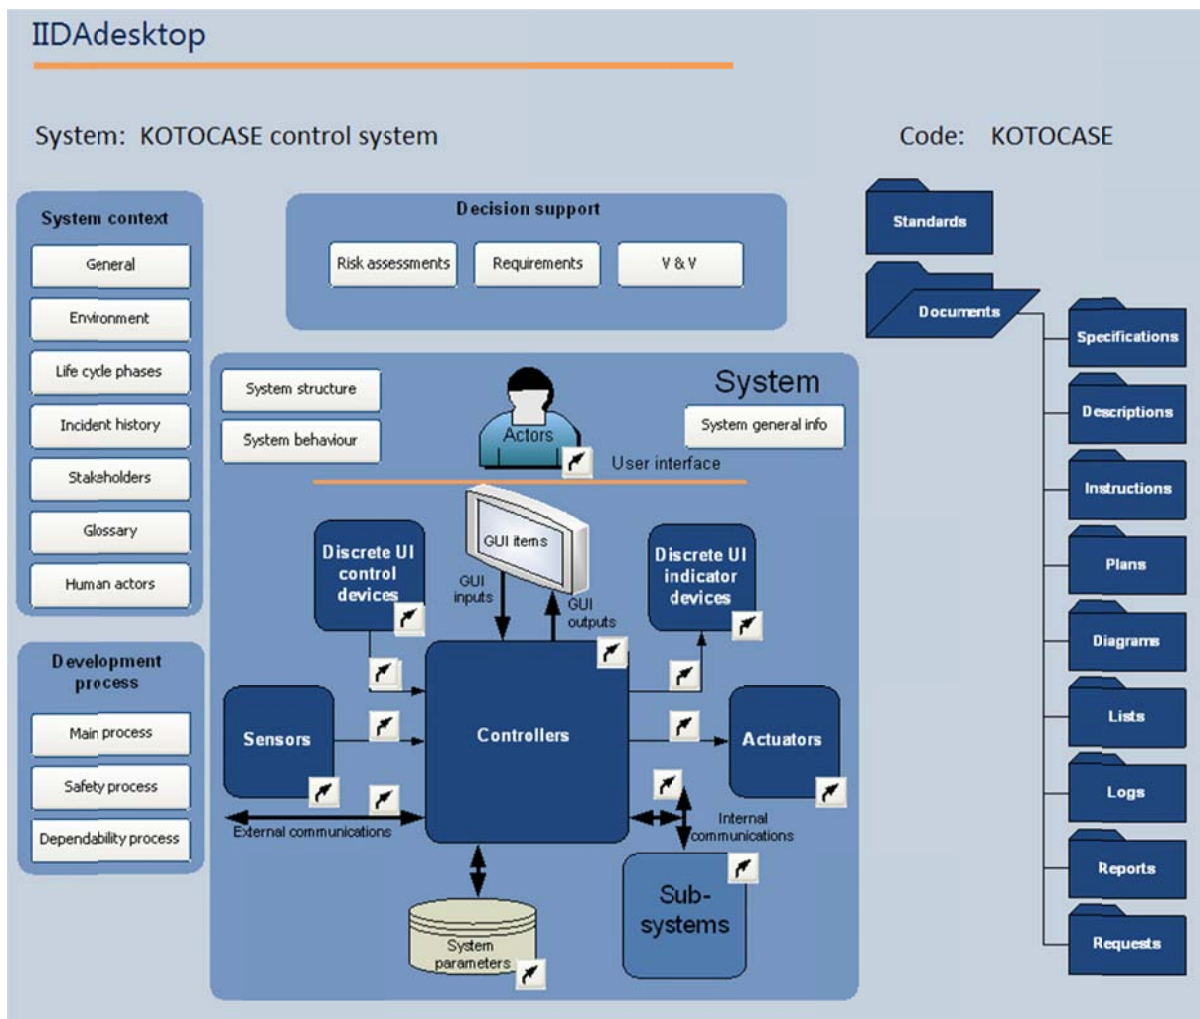 IIDAdesktop
System: KOTOCASE control system
Code: KOTOCASE
System context
General
Environment
Life cycle phases
Incident history
Stakeholders
Glossary
Human actors
Development
process
Main process
Safety process
Dependability process
Decision support
Risk assessments
Requirements
V & V
System structure
System behaviour
System
System general info
Actors
User interface
GUI items
Discrete UI
control
devices
GUI
inputs
GUI
outputs
Discrete UI
indicator
devices
Sensors
Controllers
Actuators
External communications
Internal
communications
System
parameters
Sub-
systems
Standards
Documents
Specifications
Descriptions
Instructions
Plans
Diagrams
Lists
Logs
Reports
Requests